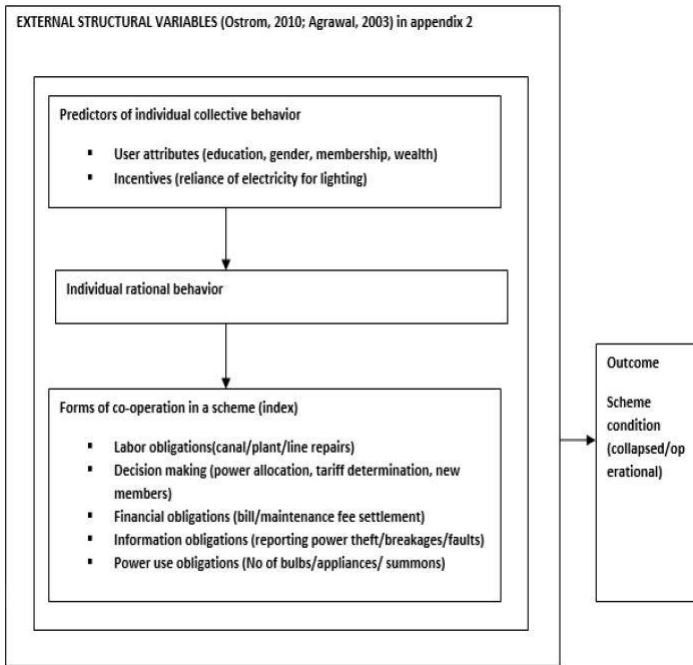 EXTERNAL STRUCTURAL VARIABLES (Ostrom, 2010; Agrawal, 2003) in appendix 2
Predictors of individual collective behavior
▪ User attributes (education, gender, membership, wealth)
▪ Incentives (reliance of electricity for lighting)
Individual rational behavior
Forms of co-operation in a scheme (index)
▪ Labor obligations(canal/plant/line repairs)
▪ Decision making (power allocation, tariff determination, new
members)
▪ Financial obligations (bill/maintenance fee settlement)
▪ Information obligations (reporting power theft/breakages/faults)
▪ Power use obligations (No of bulbs/appliances/ summons)
Outcome
Scheme
condition
(collapsed/op
erational)